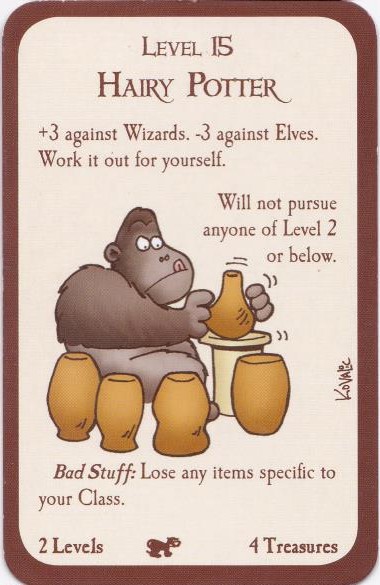 Level 15
Hairy Potter
+3 against Wizards. -3 against Elves.
Work it out for yourself.
Will not pursue
anyone of Level 2
or below.
Kovalic
Bad Stuff: Lose any items specific to
your Class.
2 Levels
4 Treasures